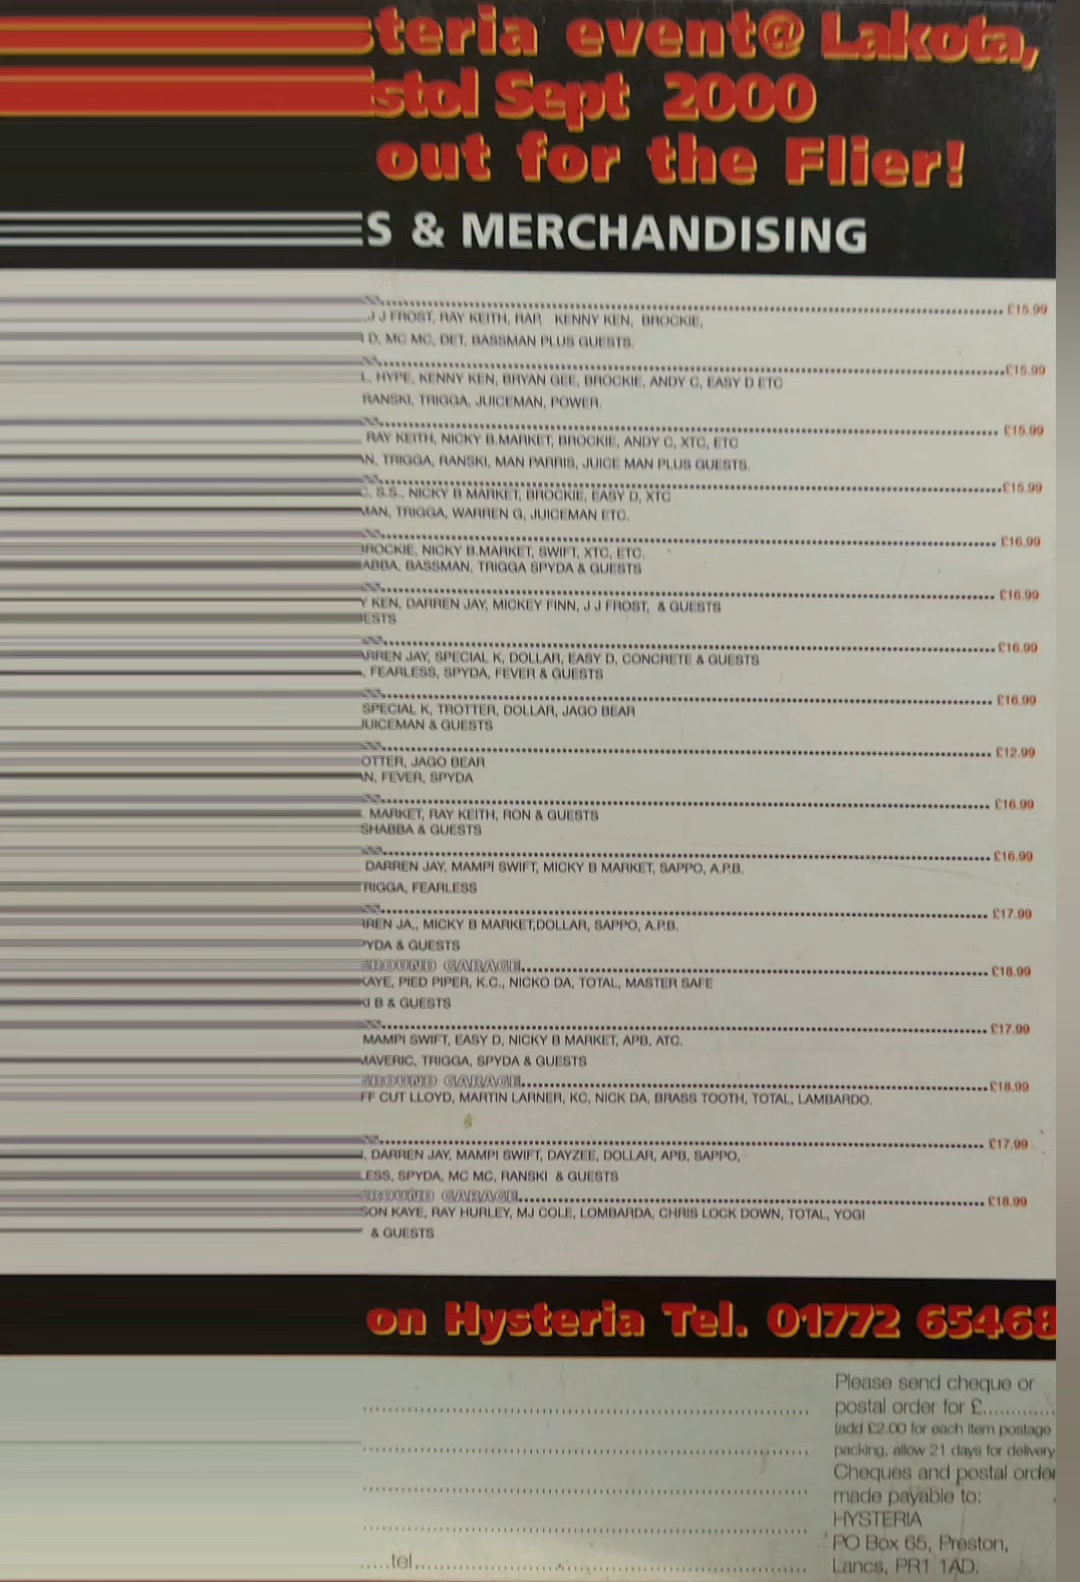 steria event@ Lakota,
istol Sept 2000
out for the Flier!
S & MERCHANDISING
£15.99
J J FROST, RAY KEITH, RAP, KENNY KEN, BROCKIE,
D, MC MC, DET, BASSMAN PLUS GUESTS.
£15.99
L, HYPE, KENNY KEN, BRYAN GEE, BROCKIE, ANDY C, EASY D ETC
RANSKI, TRIGGA, JUICEMAN, POWER.
£15.99
RAY KEITH, NICKY B.MARKET, BROCKIE, ANDY C, XTC, ETC
AN, TRIGGA, RANSKI, MAN PARRIS, JUICE MAN PLUS GUESTS.
£15.99
C, S.S., NICKY B MARKET, BROCKIE, EASY D, XTC
MAN, TRIGGA, WARREN G, JUICEMAN ETC.
£16.99
BROCKIE, NICKY B.MARKET, SWIFT, XTC, ETC.
ABBA, BASSMAN, TRIGGA SPYDA & GUESTS
£16.99
Y KEN, DARREN JAY, MICKEY FINN, J J FROST, & GUESTS
ESTS
£16.99
ARREN JAY, SPECIAL K, DOLLAR, EASY D, CONCRETE & GUESTS
, FEARLESS, SPYDA, FEVER & GUESTS
£16.99
SPECIAL K, TROTTER, DOLLAR, JAGO BEAR
JUICEMAN & GUESTS
£12.99
OTTER, JAGO BEAR
AN, FEVER, SPYDA
£16.99
. MARKET, RAY KEITH, RON & GUESTS
SHABBA & GUESTS
£16.99
DARREN JAY, MAMPI SWIFT, MICKY B MARKET, SAPPO, A.P.B.
RIGGA, FEARLESS
£17.99
RREN JA., MICKY B MARKET,DOLLAR, SAPPO, A.P.B.
PYDA & GUESTS
GROUND GARAGE £18.99
KAYE, PIED PIPER, K.C., NICKO DA, TOTAL, MASTER SAFE
KI B & GUESTS
£17.99
MAMPI SWIFT, EASY D, NICKY B MARKET, APB, ATC.
MAVERIC, TRIGGA, SPYDA & GUESTS
GROUND GARAGE £18.99
FF CUT LLOYD, MARTIN LARNER, KC, NICK DA, BRASS TOOTH, TOTAL, LAMBARDO.
£17.99
, DARREN JAY, MAMPI SWIFT, DAYZEE, DOLLAR, APB, SAPPO,
LESS, SPYDA, MC MC, RANSKI & GUESTS
GROUND GARAGE £18.99
SON KAYE, RAY HURLEY, MJ COLE, LOMBARDA, CHRIS LOCK DOWN, TOTAL, YOGI
& GUESTS
on Hysteria Tel. 01772 65468
Please send cheque or
postal order for £............
(add £2.00 for each item postage
packing, allow 21 days for delivery
Cheques and postal order
made payable to:
HYSTERIA
PO Box 65, Preston,
Lancs, PR1 1AD.
.....tel